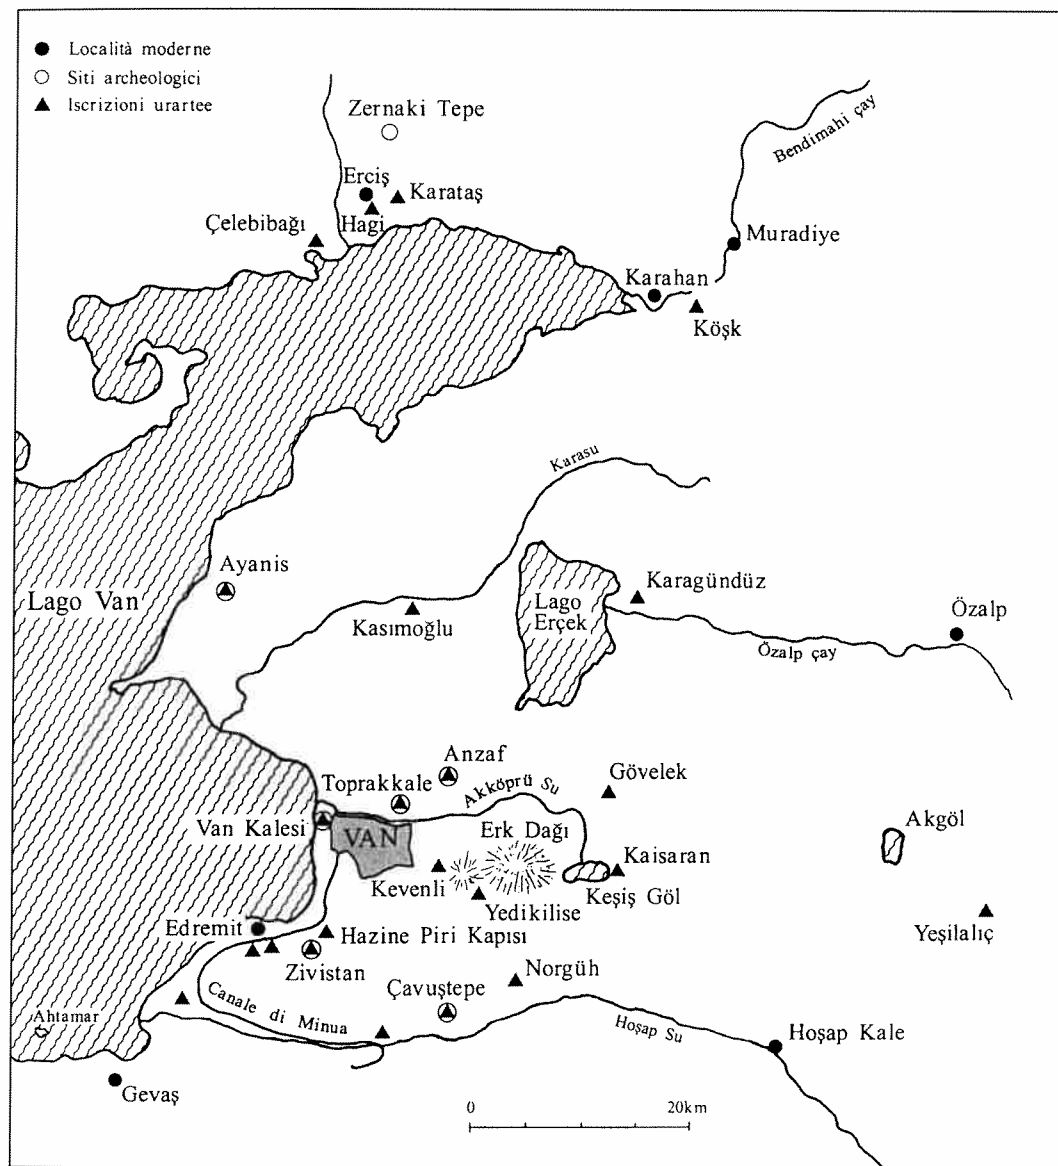 Località moderne
Siti archeologici
Iscrizioni urartee
Zernaki Tepe
Bendimahi çay
Erciş
Karataş
Hagi
Çelebibağı
Muradiye
Karahan
Köşk
Karasu
Ayanis
Lago Van
Kasımoğlu
Lago
Erçek
Karagündüz
Özalp
Özalp çay
Anzaf
Toprakkale
Akköprü Su
Gövelek
Van Kalesi
VAN
Erk Dağı
Akgöl
Kaisaran
Kevenli
Keşiş Göl
Yedikilise
Yeşilalıç
Edremit
Hazine Piri Kapısı
Zivistan
Norgüh
Çavuştepe
Canale di Minua
Ahtamar
Hoşap Su
Hoşap Kale
Gevaş
0 20km